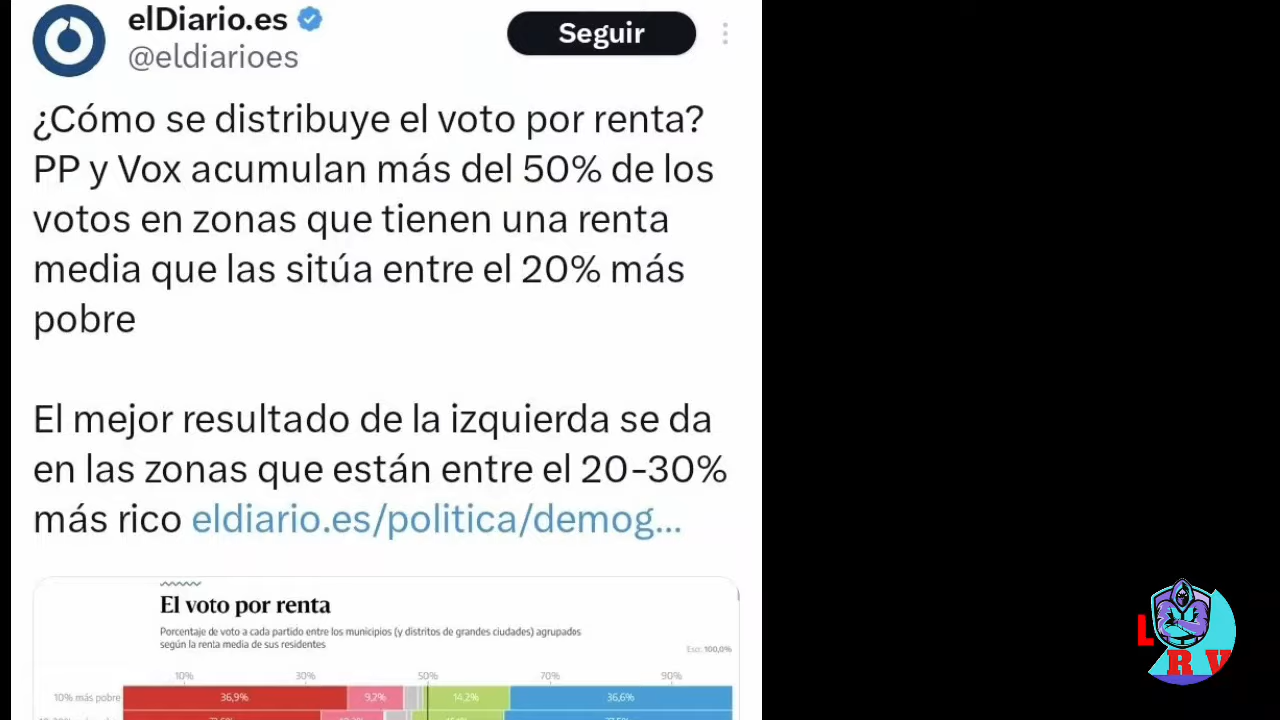 elDiario.es
@eldiarioes
Seguir
¿Cómo se distribuye el voto por renta?
PP y Vox acumulan más del 50% de los
votos en zonas que tienen una renta
media que las sitúa entre el 20% más
pobre
El mejor resultado de la izquierda se da
en las zonas que están entre el 20-30%
más rico eldiario.es/politica/demog...
El voto por renta
Porcentaje de voto a cada partido entre los municipios (y distritos de grandes ciudades) agrupados
según la renta media de sus residentes
100,0%
10% 30% 50% 70% 90%
10% más pobre 36,9% 9,2% 14,2% 36,6%
L R V